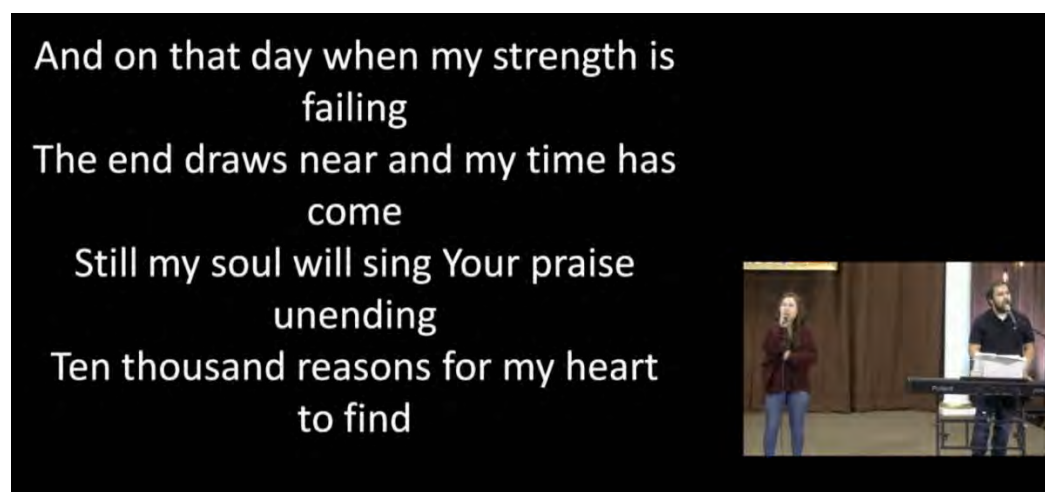 And on that day when my strength is
failing
The end draws near and my time has
come
Still my soul will sing Your praise
unending
Ten thousand reasons for my heart
to find
Roland